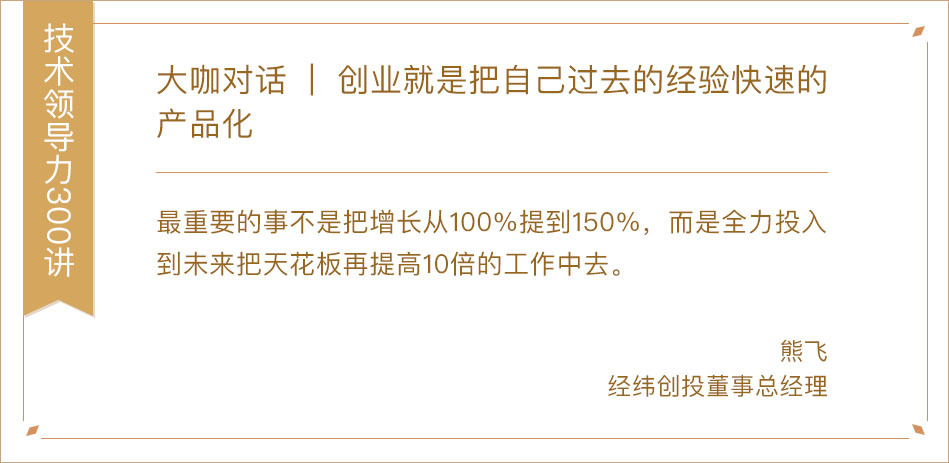 技术领导力300讲
大咖对话 | 创业就是把自己过去的经验快速的
产品化
最重要的事不是把增长从100%提到150%，而是全力投入
到未来把天花板再提高10倍的工作中去。
熊飞
经纬创投董事总经理